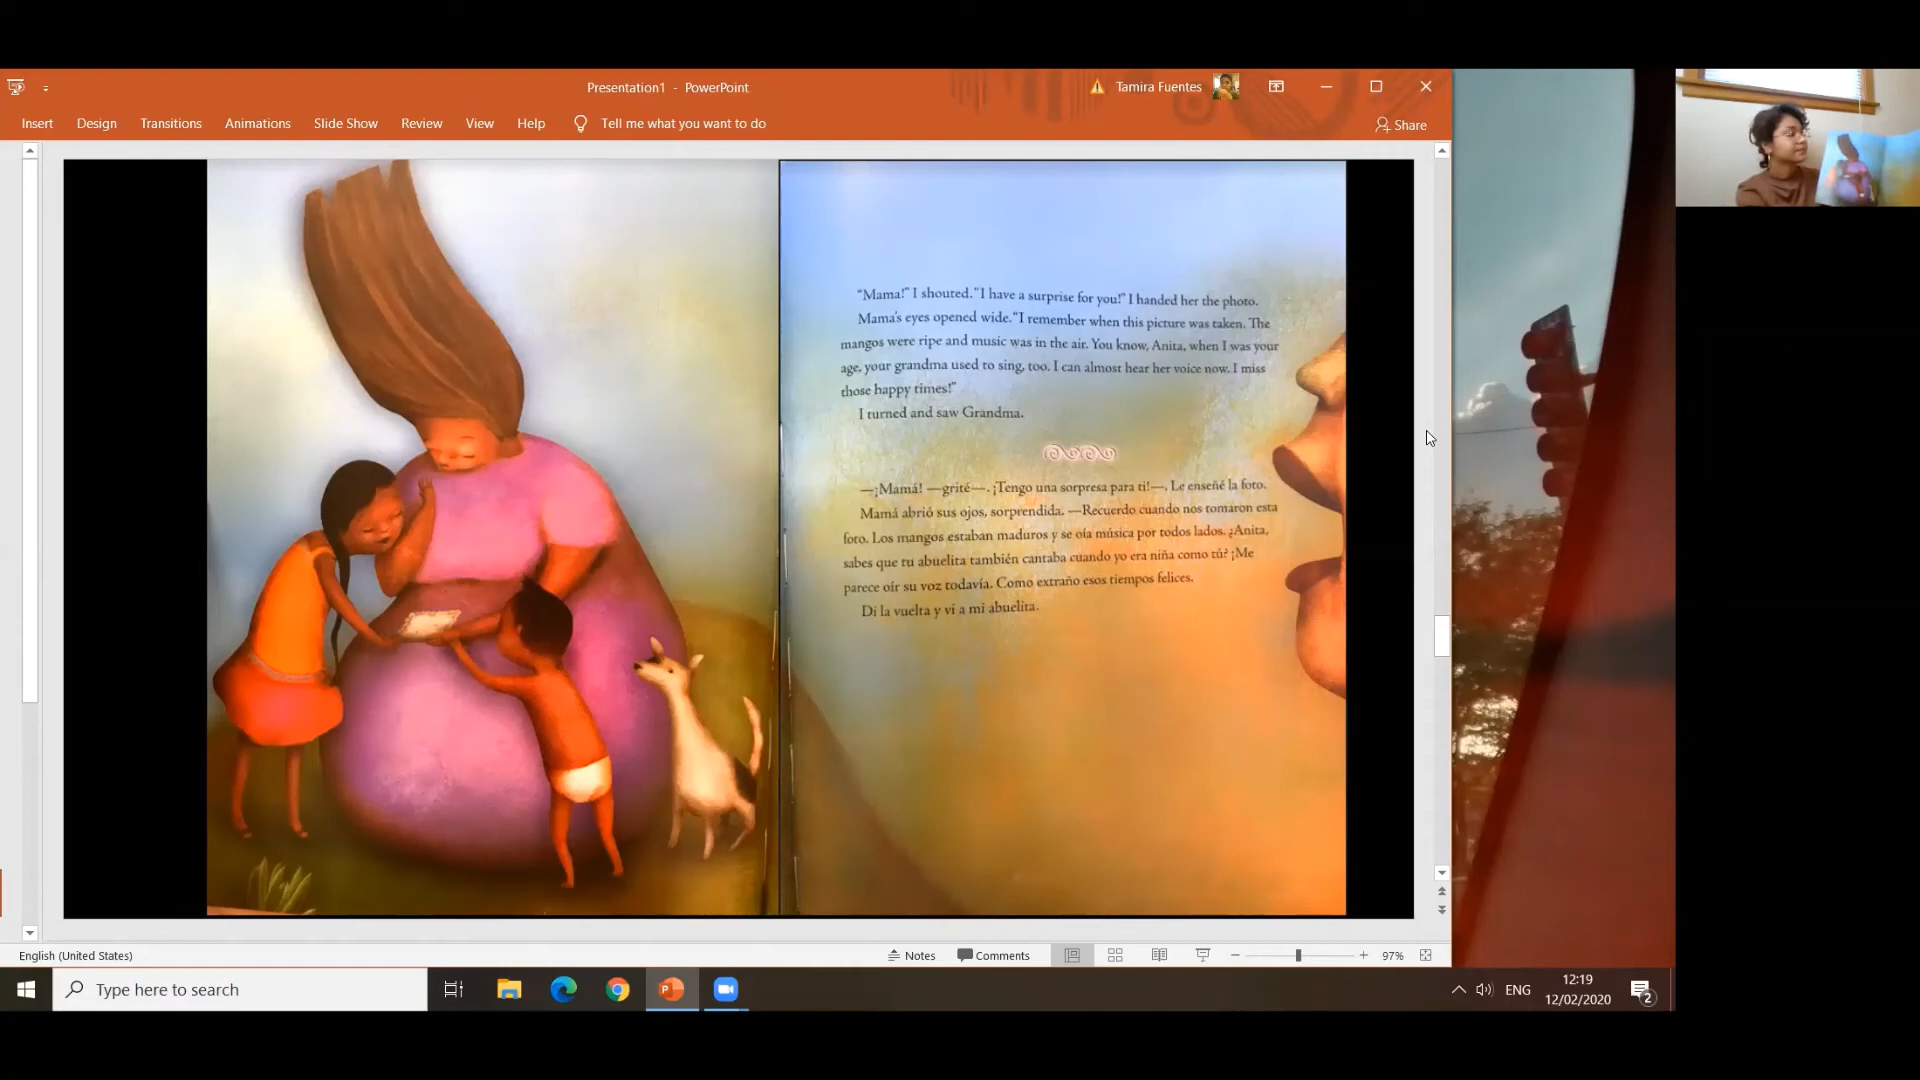 Presentation1 - PowerPoint
Tamira Fuentes
Insert Design Transitions Animations Slide Show Review View Help Tell me what you want to do
Share
“Mama!” I shouted. “I have a surprise for you!” I handed her the photo.
Mama’s eyes opened wide. “I remember when this picture was taken. The
mangos were ripe and music was in the air. You know, Anita, when I was your
age, your grandma used to sing, too. I can almost hear her voice now. I miss
those happy times!”
I turned and saw Grandma.
—¡Mamá! —grité—. ¡Tengo una sorpresa para ti!—. Le enseñé la foto.
Mamá abrió sus ojos, sorprendida. —Recuerdo cuando nos tomaron esta
foto. Los mangos estaban maduros y se oía música por todos lados. ¿Anita,
sabes que tu abuelita también cantaba cuando yo era niña como tú? ¡Me
parece oír su voz todavía. Como extraño esos tiempos felices.
Di la vuelta y vi a mi abuelita.
English (United States)
Notes Comments
97%
Type here to search
ENG
12:19
12/02/2020
2